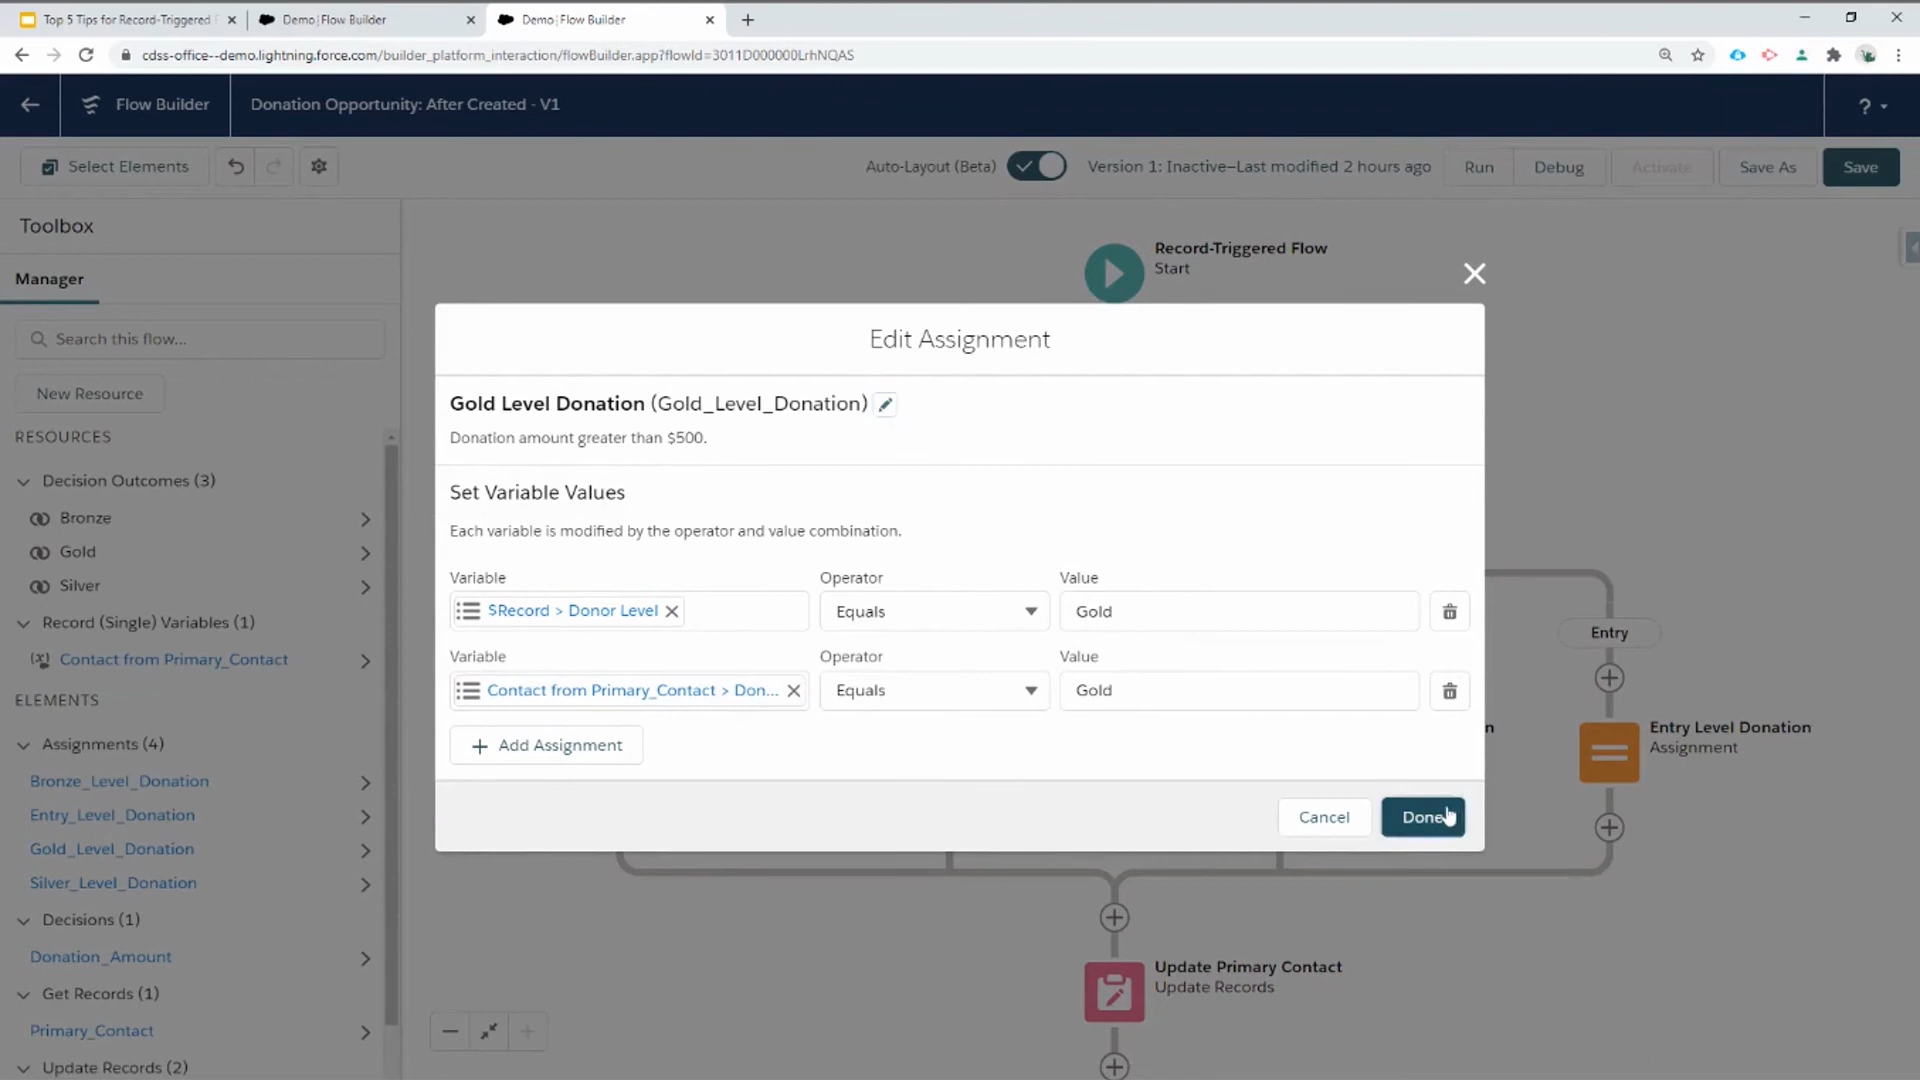 Top 5 Tips for Record-Triggered
Demo | Flow Builder
Demo | Flow Builder
cdss-office--demo.lightning.force.com/builder_platform_interaction/flowBuilder.app?flowId=3011D000000LrhNQAS
Flow Builder
Donation Opportunity: After Created - V1
?
Select Elements
Auto-Layout (Beta)
Version 1: Inactive—Last modified 2 hours ago
Run
Debug
Activate
Save As
Save
Toolbox
Manager
Search this flow...
New Resource
RESOURCES
Decision Outcomes (3)
Bronze
Gold
Silver
Record (Single) Variables (1)
Contact from Primary_Contact
ELEMENTS
Assignments (4)
Bronze_Level_Donation
Entry_Level_Donation
Gold_Level_Donation
Silver_Level_Donation
Decisions (1)
Donation_Amount
Get Records (1)
Primary_Contact
Update Records (2)
Record-Triggered Flow
Start
Edit Assignment
Gold Level Donation (Gold_Level_Donation)
Donation amount greater than $500.
Set Variable Values
Each variable is modified by the operator and value combination.
Variable
Operator
Value
$Record > Donor Level
Equals
Gold
Variable
Operator
Value
Contact from Primary_Contact > Don...
Equals
Gold
+ Add Assignment
Cancel
Done
Entry
Entry Level Donation
Assignment
Update Primary Contact
Update Records